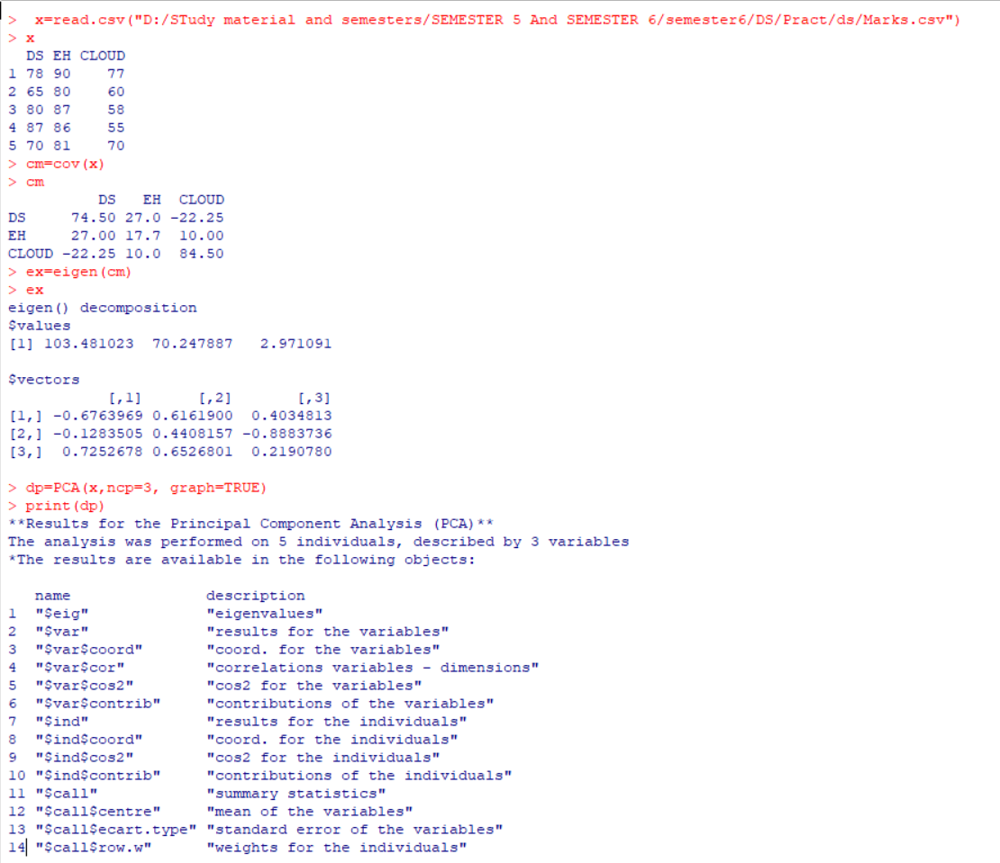 >  x=read.csv("D:/STudy material and semesters/SEMESTER 5 And SEMESTER 6/semester6/DS/Pract/ds/Marks.csv")
> x
  DS EH CLOUD
1 78 90    77
2 65 80    60
3 80 87    58
4 87 86    55
5 70 81    70
> cm=cov(x)
> cm
          DS   EH  CLOUD
DS     74.50 27.0 -22.25
EH     27.00 17.7  10.00
CLOUD -22.25 10.0  84.50
> ex=eigen(cm)
> ex
eigen() decomposition
$values
[1] 103.481023  70.247887   2.971091

$vectors
           [,1]      [,2]       [,3]
[1,] -0.6763969 0.6161900  0.4034813
[2,] -0.1283505 0.4408157 -0.8883736
[3,]  0.7252678 0.6526801  0.2190780

> dp=PCA(x,ncp=3, graph=TRUE)
> print(dp)
**Results for the Principal Component Analysis (PCA)**
The analysis was performed on 5 individuals, described by 3 variables
*The results are available in the following objects:

   name               description
1  "$eig"             "eigenvalues"
2  "$var"             "results for the variables"
3  "$var$coord"       "coord. for the variables"
4  "$var$cor"         "correlations variables - dimensions"
5  "$var$cos2"        "cos2 for the variables"
6  "$var$contrib"     "contributions of the variables"
7  "$ind"             "results for the individuals"
8  "$ind$coord"       "coord. for the individuals"
9  "$ind$cos2"        "cos2 for the individuals"
10 "$ind$contrib"     "contributions of the individuals"
11 "$call"            "summary statistics"
12 "$call$centre"     "mean of the variables"
13 "$call$ecart.type" "standard error of the variables"
14 "$call$row.w"      "weights for the individuals"